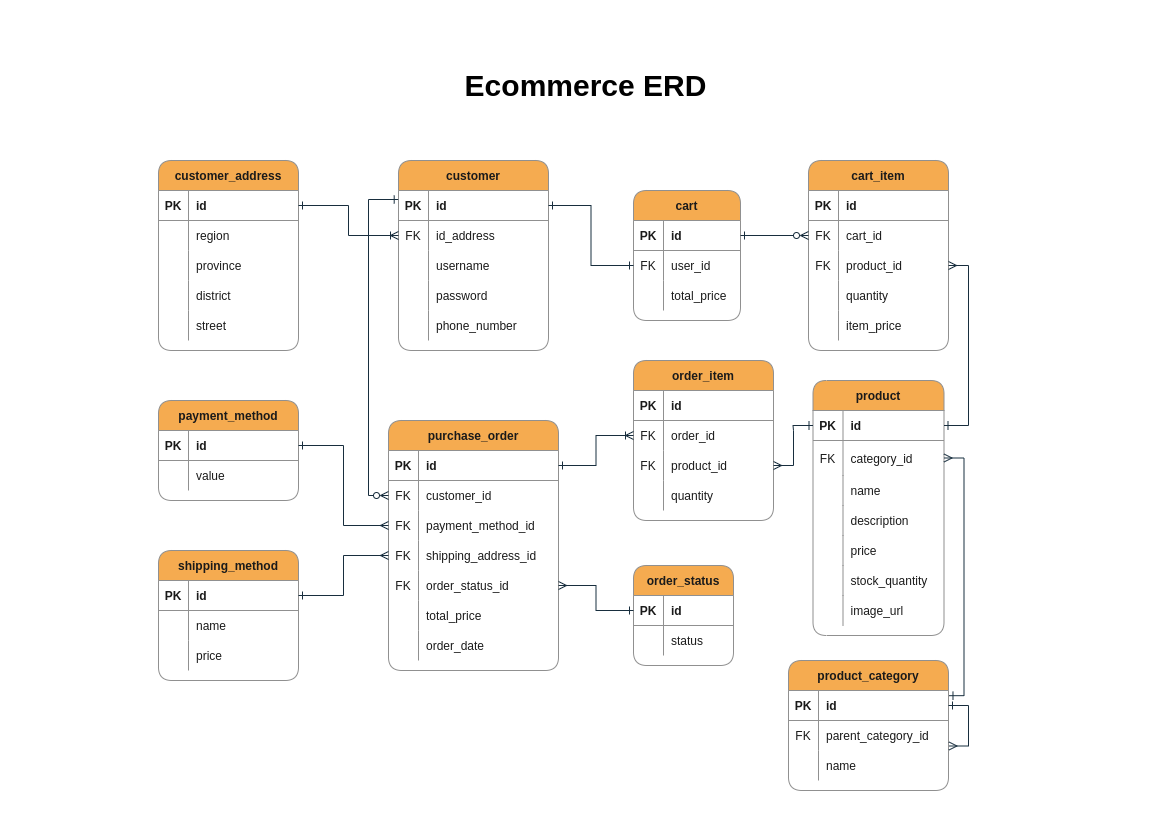 Ecommerce ERD
customer_address
PK id
region
province
district
street
customer
PK id
FK id_address
username
password
phone_number
cart
PK id
FK user_id
total_price
cart_item
PK id
FK cart_id
FK product_id
quantity
item_price
payment_method
PK id
value
shipping_method
PK id
name
price
purchase_order
PK id
FK customer_id
FK payment_method_id
FK shipping_address_id
FK order_status_id
total_price
order_date
order_item
PK id
FK order_id
FK product_id
quantity
order_status
PK id
status
product
PK id
FK category_id
name
description
price
stock_quantity
image_url
product_category
PK id
FK parent_category_id
name